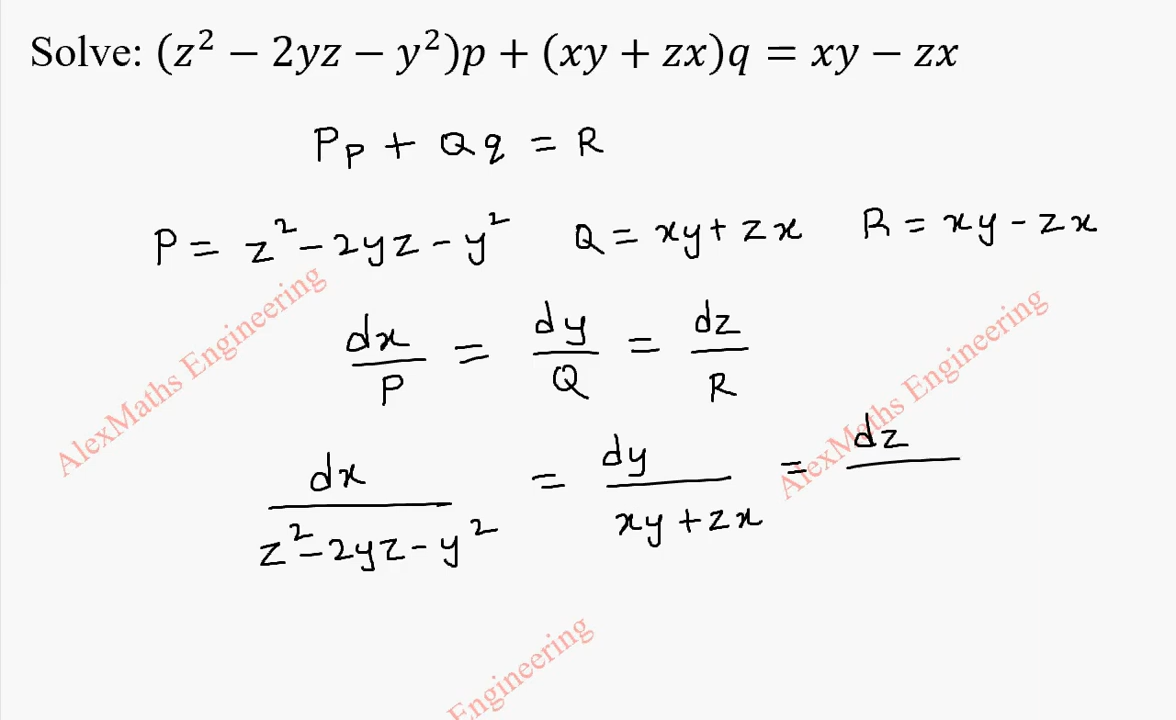 Solve: (z² − 2yz − y²)p + (xy + zx)q = xy − zx
Pp + Qq = R
P = z² − 2yz − y² Q = xy + zx R = xy − zx
dx/P = dy/Q = dz/R
dx/(z² − 2yz − y²) = dy/(xy + zx) = dz/
AlexMaths Engineering
AlexMaths Engineering
Engineering